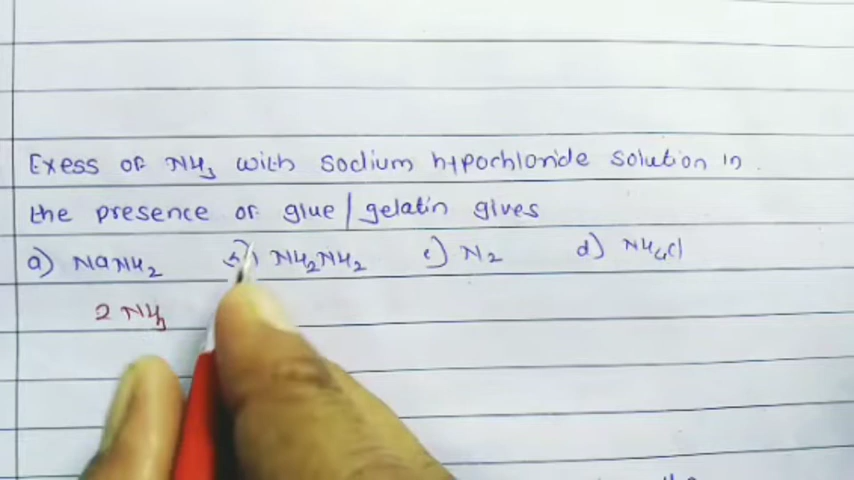 Exess of NH₃ with sodium hypochloride solution in
the presence of glue/gelatin gives
a) NaNH₂ b) NH₂NH₂ c) N₂ d) NH₄Cl
2 NH₃